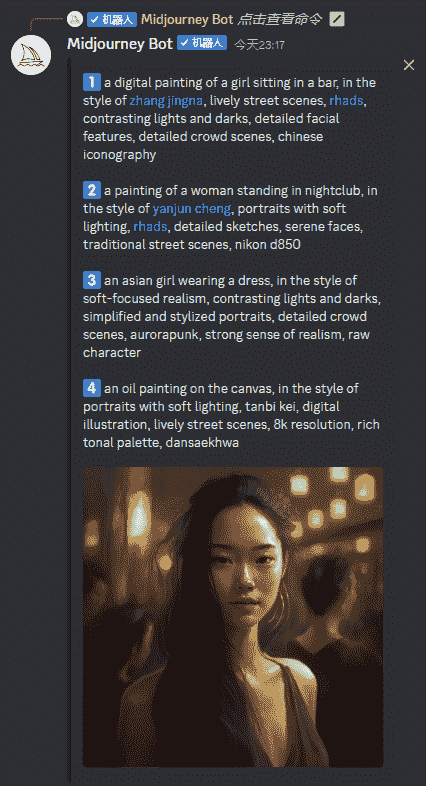 ✓ 机器人 Midjourney Bot 点击查看命令
Midjourney Bot ✓ 机器人 今天23:17
1 a digital painting of a girl sitting in a bar, in the
style of zhang jingna, lively street scenes, rhads,
contrasting lights and darks, detailed facial
features, detailed crowd scenes, chinese
iconography
2 a painting of a woman standing in nightclub, in
the style of yanjun cheng, portraits with soft
lighting, rhads, detailed sketches, serene faces,
traditional street scenes, nikon d850
3 an asian girl wearing a dress, in the style of
soft-focused realism, contrasting lights and darks,
simplified and stylized portraits, detailed crowd
scenes, aurorapunk, strong sense of realism, raw
character
4 an oil painting on the canvas, in the style of
portraits with soft lighting, tanbi kei, digital
illustration, lively street scenes, 8k resolution, rich
tonal palette, dansaekhwa